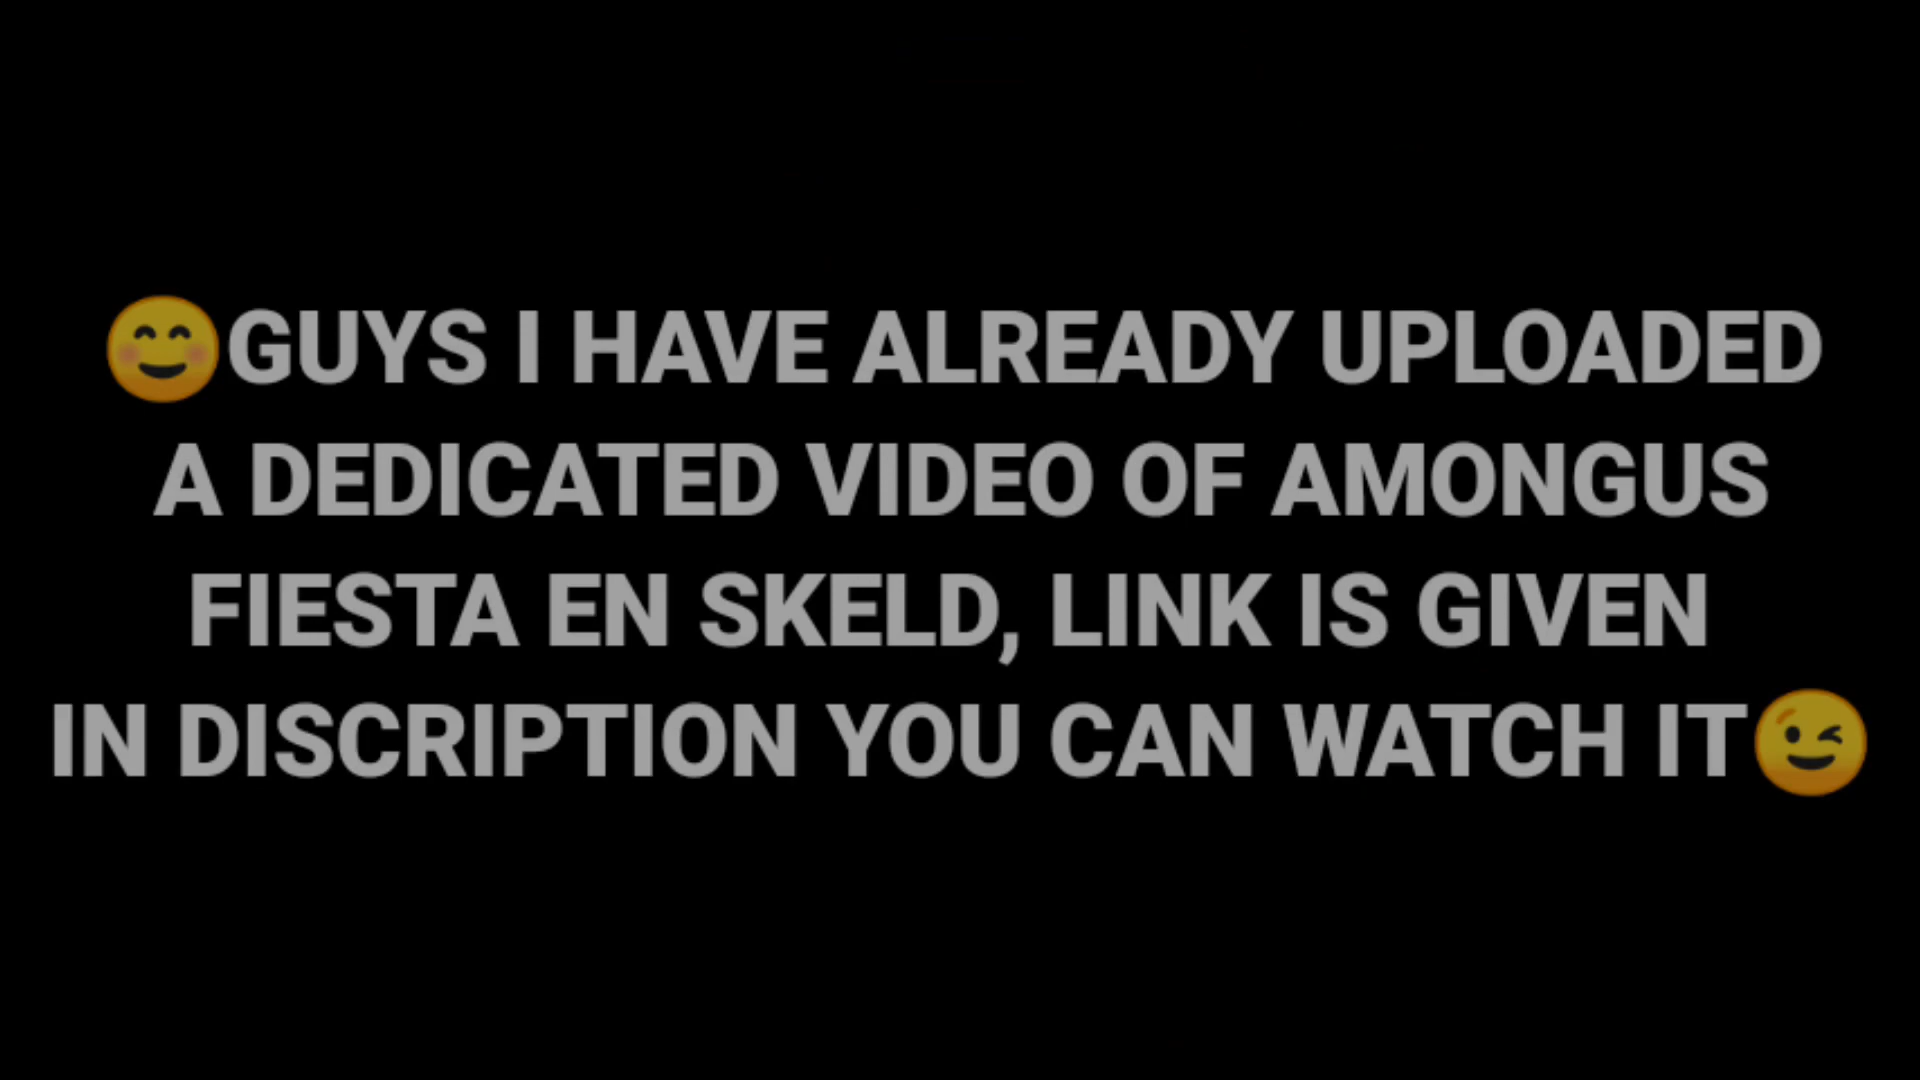 😊GUYS I HAVE ALREADY UPLOADED
A DEDICATED VIDEO OF AMONGUS
FIESTA EN SKELD, LINK IS GIVEN
IN DISCRIPTION YOU CAN WATCH IT😉